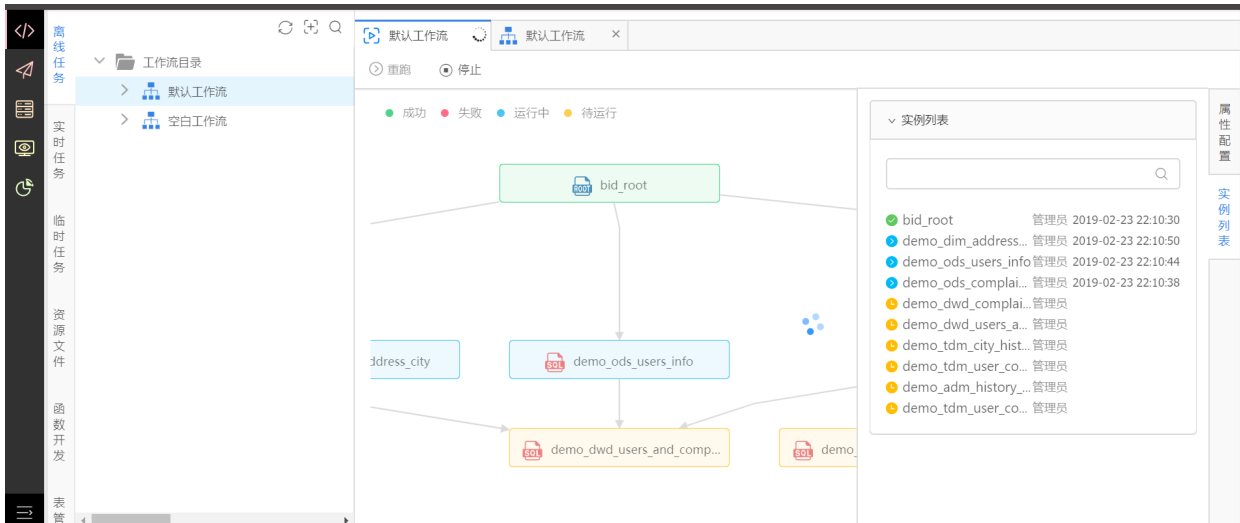 </>
离线任务
实时任务
临时任务
资源文件
函数开发
表管
工作流目录
默认工作流
空白工作流
默认工作流
默认工作流 ×
重跑 停止
成功 失败 运行中 待运行
ROOT bid_root
ddress_city
SQL demo_ods_users_info
SQL demo_dwd_users_and_comp...
SQL demo_
实例列表
bid_root 管理员 2019-02-23 22:10:30
demo_dim_address... 管理员 2019-02-23 22:10:50
demo_ods_users_info 管理员 2019-02-23 22:10:44
demo_ods_complai... 管理员 2019-02-23 22:10:38
demo_dwd_complai... 管理员
demo_dwd_users_a... 管理员
demo_tdm_city_hist... 管理员
demo_tdm_user_co... 管理员
demo_adm_history_... 管理员
demo_tdm_user_co... 管理员
属性配置
实例列表